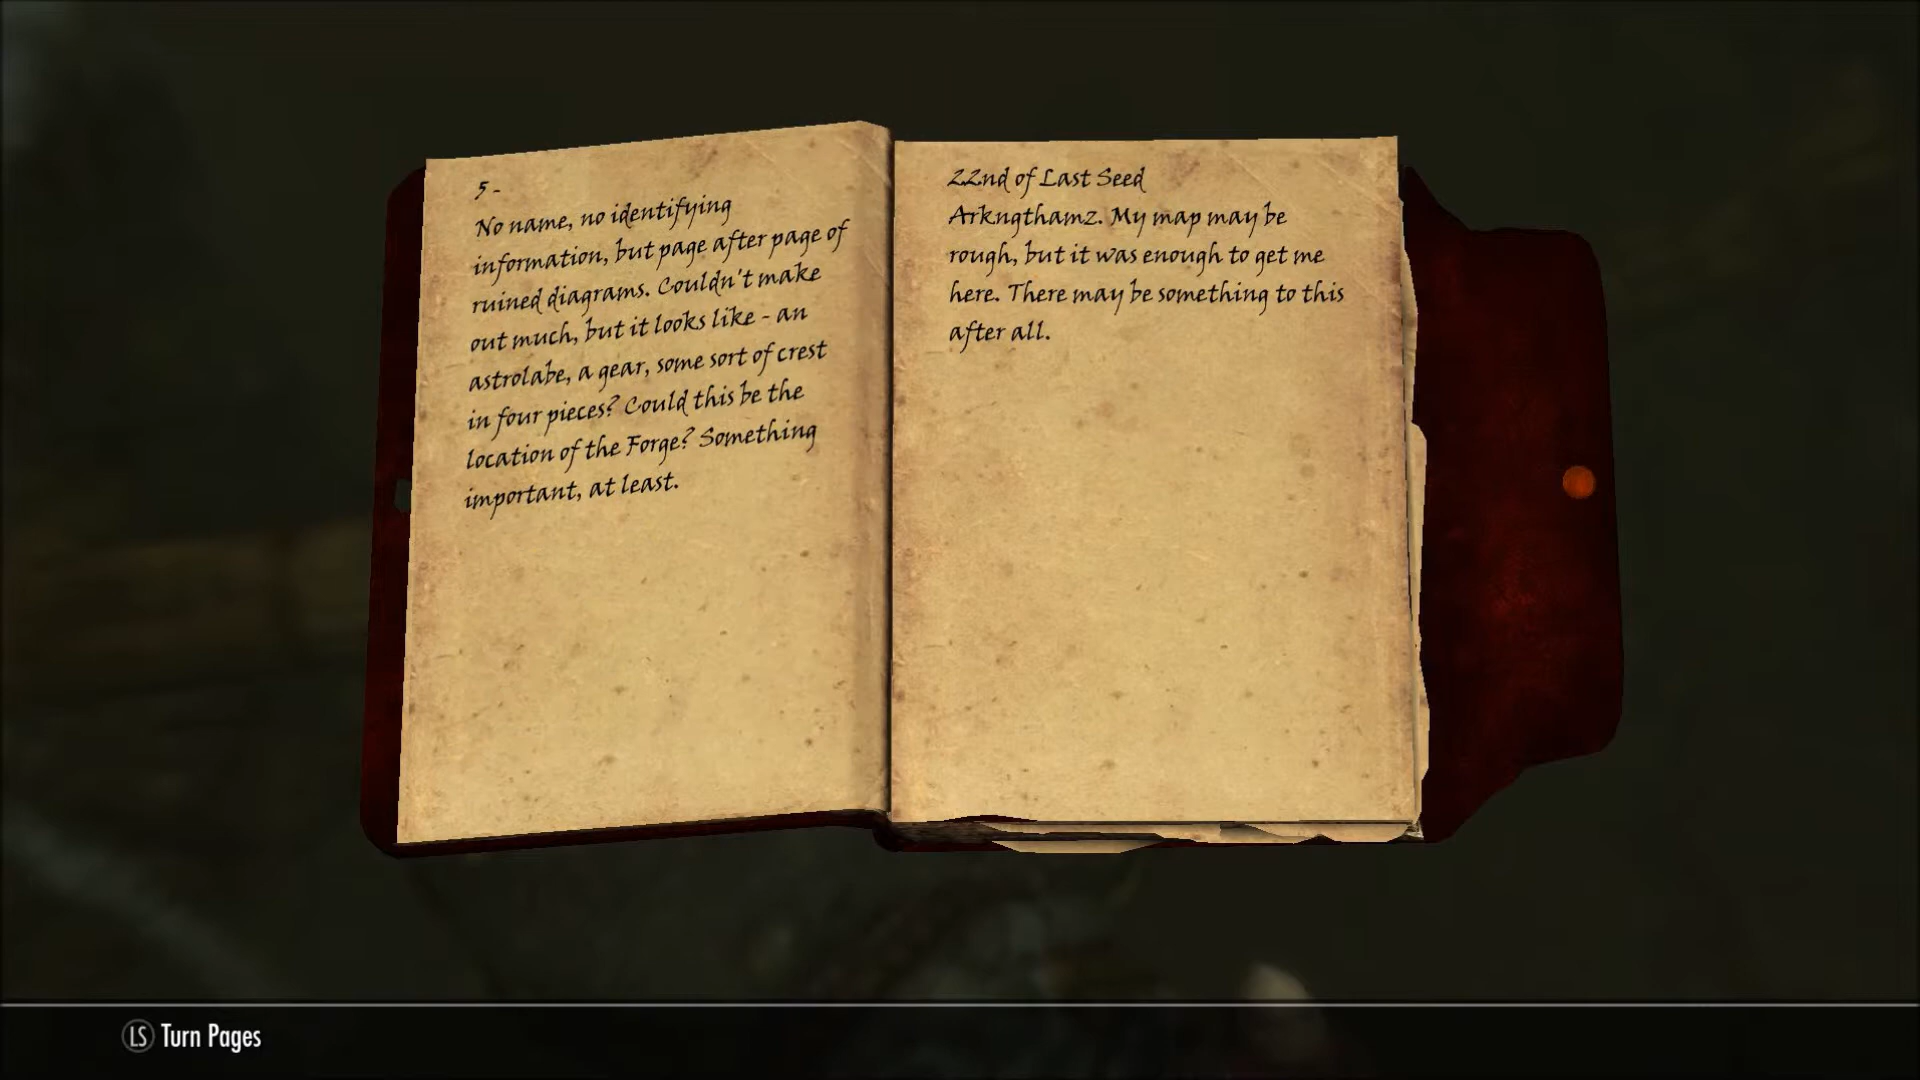 5 -
No name, no identifying
information, but page after page of
ruined diagrams. Couldn't make
out much, but it looks like - an
astrolabe, a gear, some sort of crest
in four pieces? Could this be the
location of the Forge? Something
important, at least.
22nd of Last Seed
Arkngthamz. My map may be
rough, but it was enough to get me
here. There may be something to this
after all.
LS Turn Pages